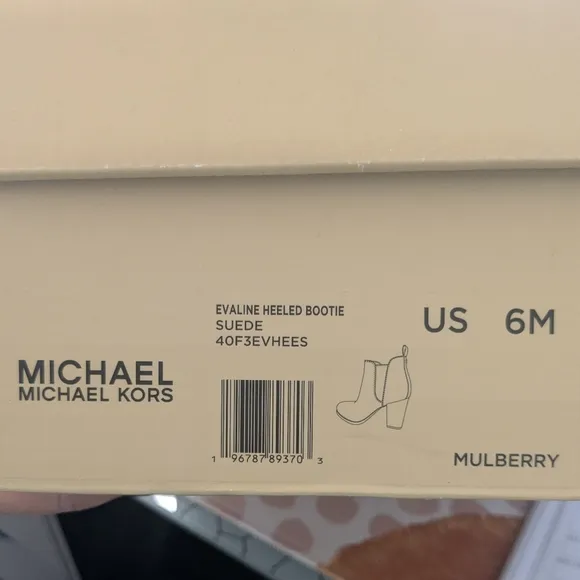 EVALINE HEELED BOOTIE
SUEDE
40F3EVHEES
US 6M
MICHAEL
MICHAEL KORS
1 96787 89370 3
MULBERRY